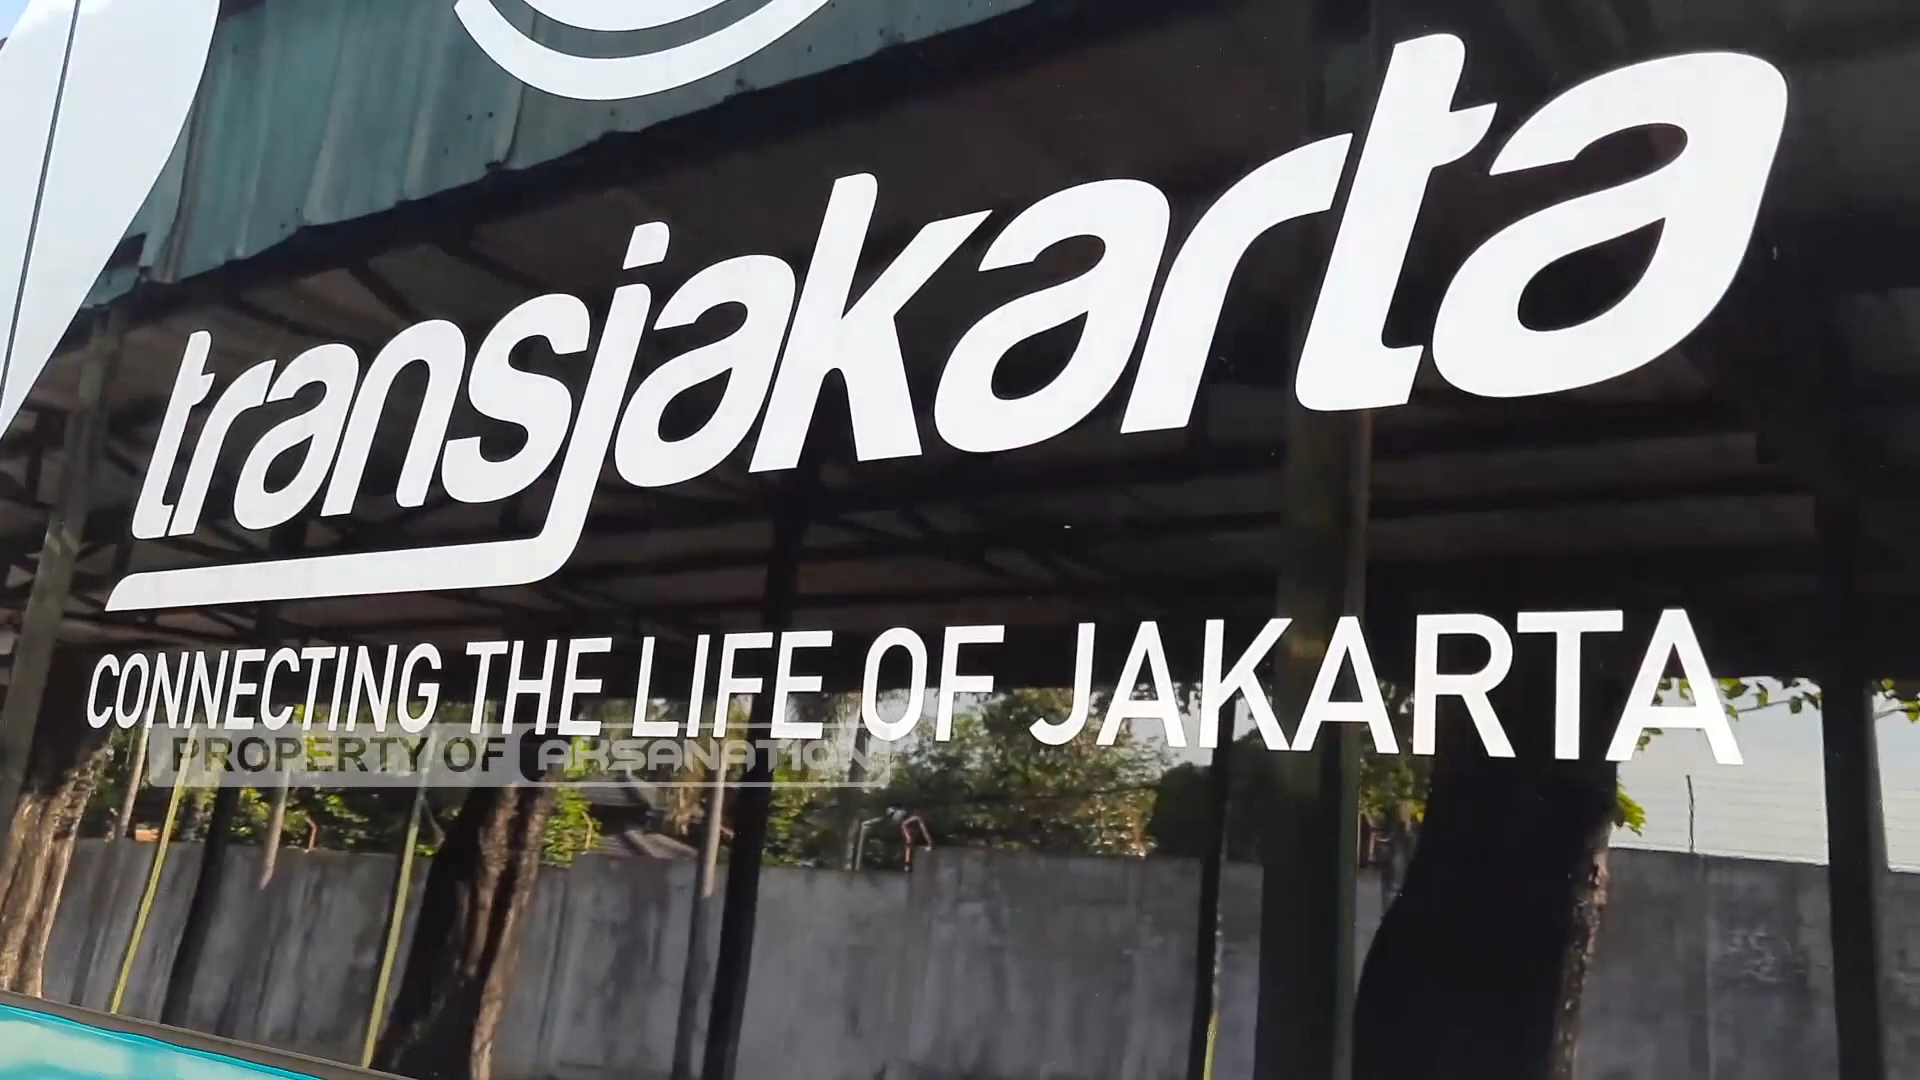 transjakarta
CONNECTING THE LIFE OF JAKARTA
PROPERTY OF AKSANATION